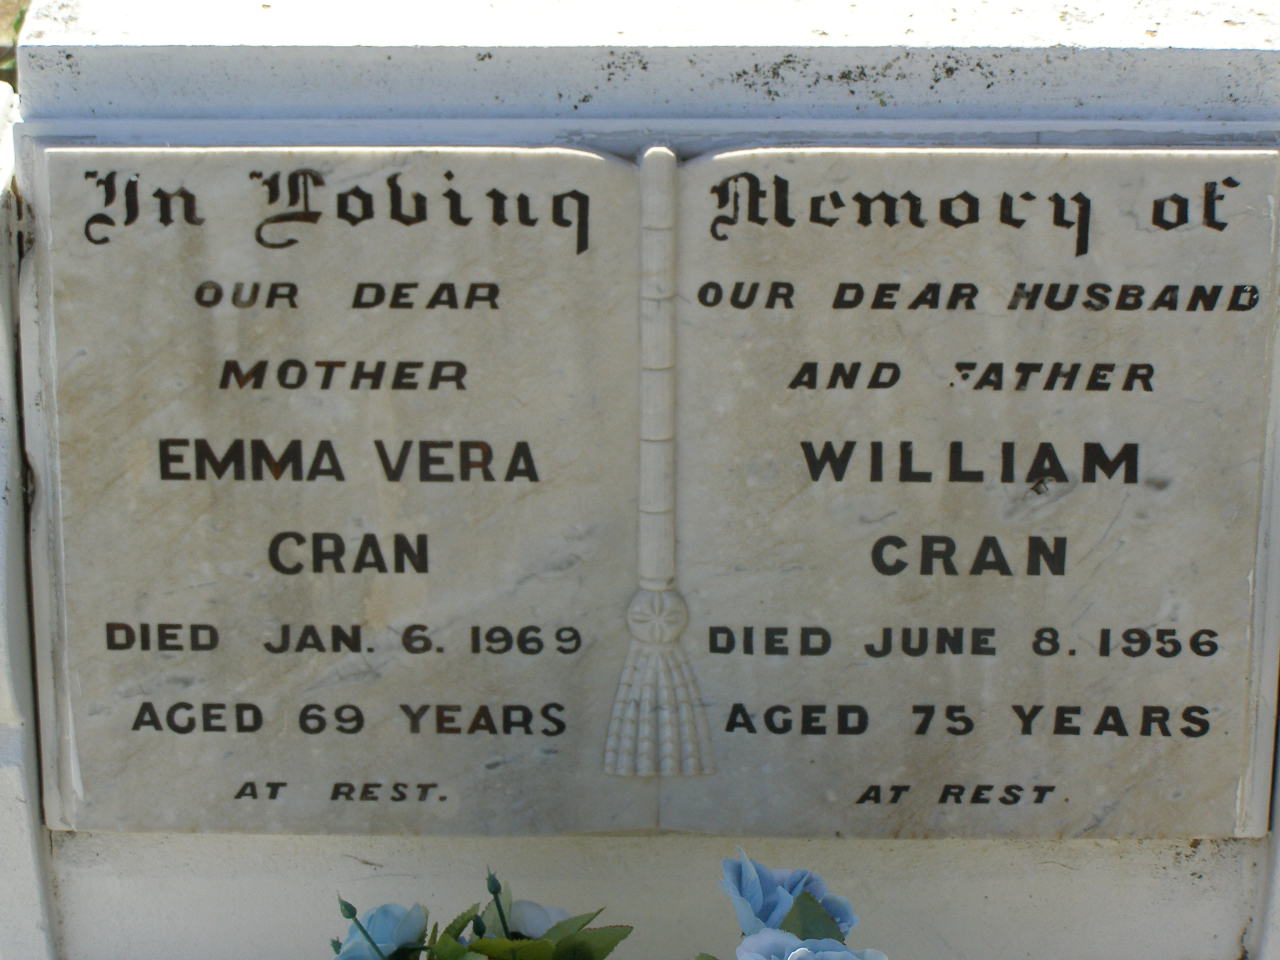 In Loving Memory of
OUR DEAR
MOTHER
EMMA VERA
CRAN
DIED JAN. 6. 1969
AGED 69 YEARS
AT REST.
OUR DEAR HUSBAND
AND FATHER
WILLIAM
CRAN
DIED JUNE 8. 1956
AGED 75 YEARS
AT REST.